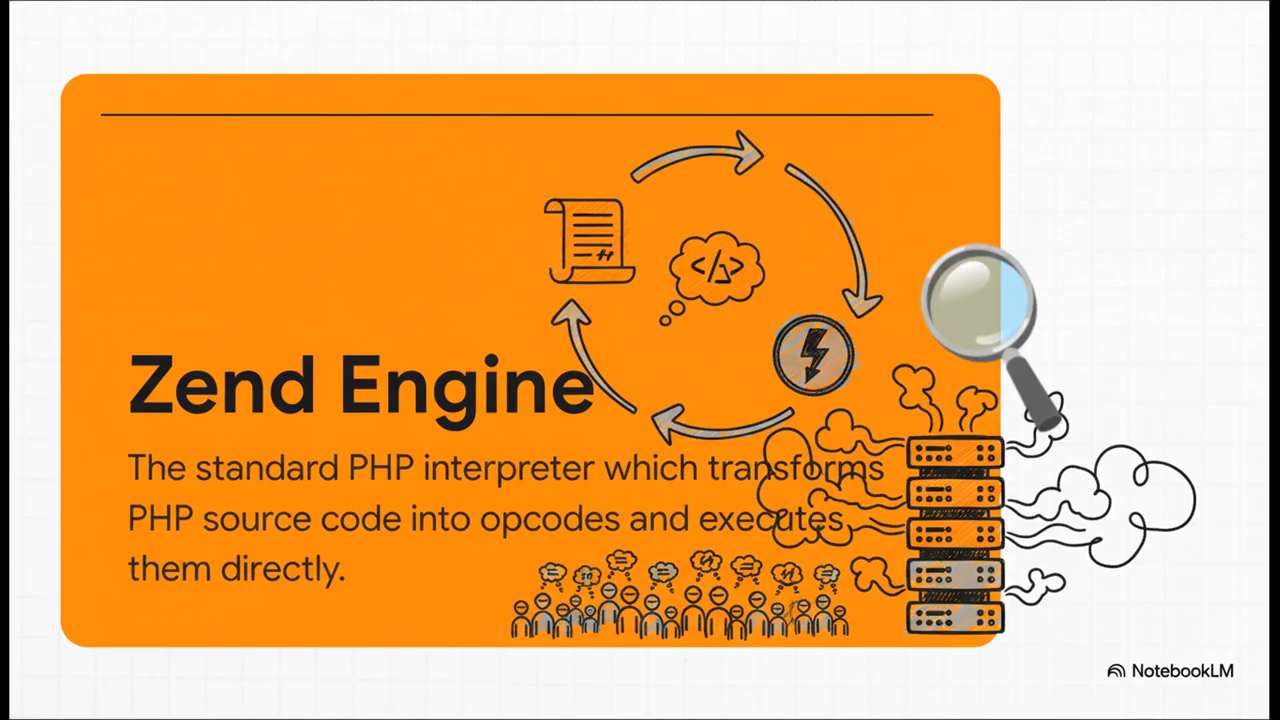 </>
Zend Engine
The standard PHP interpreter which transforms
PHP source code into opcodes and executes
them directly.
NotebookLM